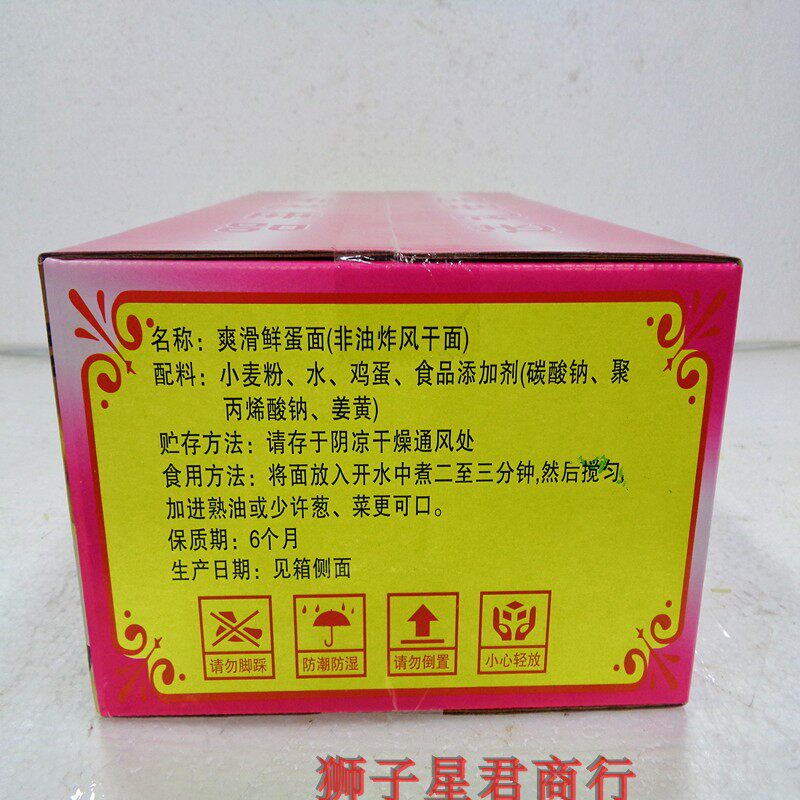 名称：爽滑鲜蛋面(非油炸风干面)
配料：小麦粉、水、鸡蛋、食品添加剂(碳酸钠、聚
丙烯酸钠、姜黄)
贮存方法：请存于阴凉干燥通风处
食用方法：将面放入开水中煮二至三分钟,然后搅习
加进熟油或少许葱、菜更可口。
保质期：6个月
生产日期：见箱侧面
请勿脚踩 防潮防湿 请勿倒置 小心轻放
狮子星君商行